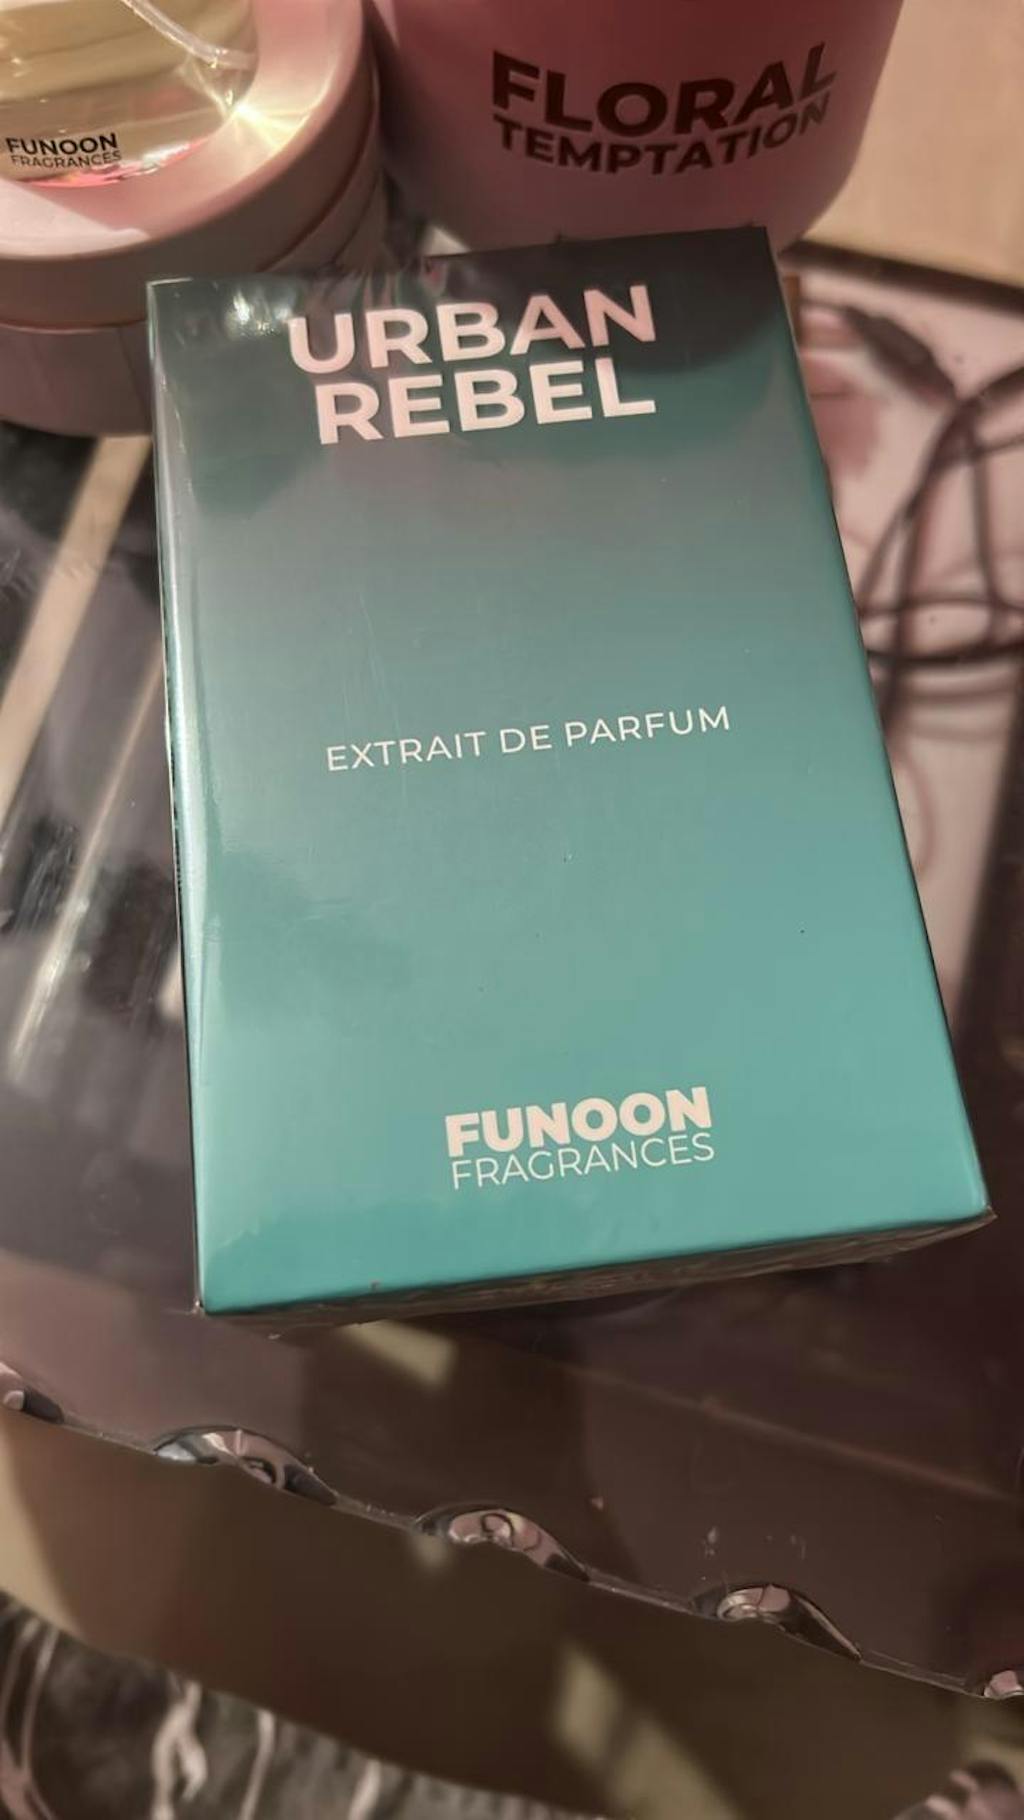 FUNOON
FRAGRANCES
FLORAL
TEMPTATION
URBAN
REBEL
EXTRAIT DE PARFUM
FUNOON
FRAGRANCES